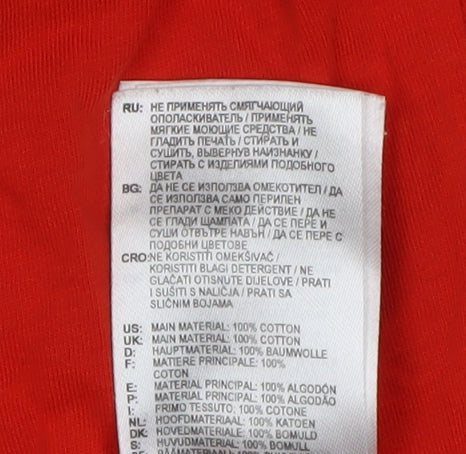 RU: НЕ ПРИМЕНЯТЬ СМЯГЧАЮЩИЙ
ОПОЛАСКИВАТЕЛЬ / ПРИМЕНЯТЬ
МЯГКИЕ МОЮЩИЕ СРЕДСТВА / НЕ
ГЛАДИТЬ ПЕЧАТЬ / СТИРАТЬ И
СУШИТЬ, ВЫВЕРНУВ НАИЗНАНКУ /
СТИРАТЬ С ИЗДЕЛИЯМИ ПОДОБНОГО
ЦВЕТА
BG: ДА НЕ СЕ ИЗПОЛЗВА ОМЕКОТИТЕЛ / ДА
СЕ ИЗПОЛЗВА САМО ПЕРИЛЕН
ПРЕПАРАТ С МЕКО ДЕЙСТВИЕ / ДА НЕ
СЕ ГЛАДИ ЩАМПАТА / ДА СЕ ПЕРЕ И
СУШИ ОТВЪТРЕ НАВЪН / ДА СЕ ПЕРЕ С
ПОДОБНИ ЦВЕТОВЕ
CRO: NE KORISTITI OMEKŠIVAČ /
KORISTITI BLAGI DETERGENT / NE
GLAČATI OTISNUTE DIJELOVE / PRATI
I SUŠITI S NALIČJA / PRATI SA
SLIČNIM BOJAMA
US: MAIN MATERIAL: 100% COTTON
UK: MAIN MATERIAL: 100% COTTON
D: HAUPTMATERIAL: 100% BAUMWOLLE
F: MATIERE PRINCIPALE: 100%
COTON
E: MATERIAL PRINCIPAL: 100% ALGODÓN
P: MATERIAL PRINCIPAL: 100% ALGODÃO
I: PRIMO TESSUTO: 100% COTONE
NL: HOOFDMATERIAAL: 100% KATOEN
DK: HOVEDMATERIALE: 100% BOMULD
S: HUVUDMATERIAL: 100% BOMULL